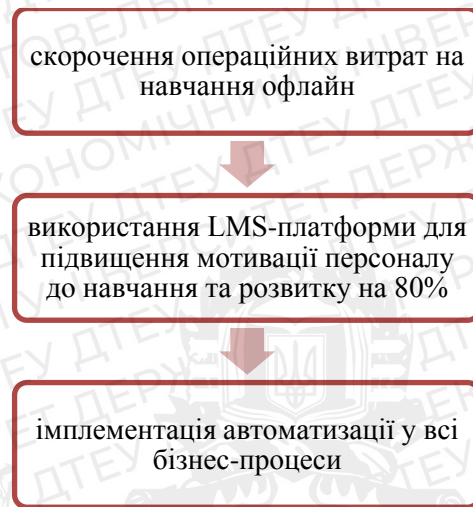 скорочення операційних витрат на
навчання офлайн
використання LMS-платформи для
підвищення мотивації персоналу
до навчання та розвитку на 80%
імплементація автоматизації у всі
бізнес-процеси